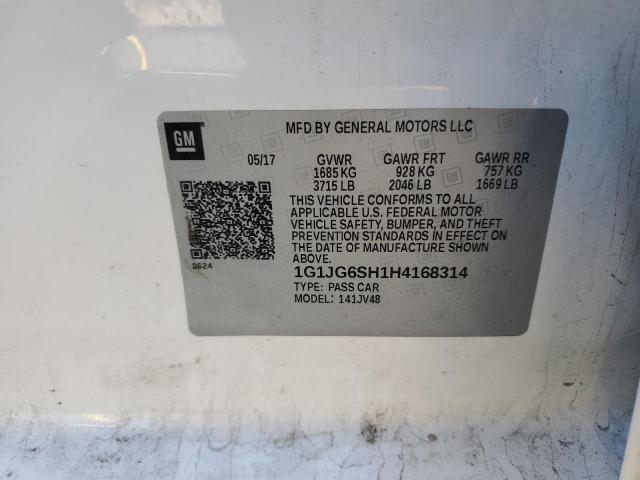 GM
MFD BY GENERAL MOTORS LLC
05/17 GVWR GAWR FRT GAWR RR
1685 KG 928 KG 757 KG
3715 LB 2046 LB 1669 LB
THIS VEHICLE CONFORMS TO ALL
APPLICABLE U.S. FEDERAL MOTOR
VEHICLE SAFETY, BUMPER, AND THEFT
PREVENTION STANDARDS IN EFFECT ON
THE DATE OF MANUFACTURE SHOWN
ABOVE.
1G1JG6SH1H4168314
TYPE: PASS CAR
MODEL: 141JV48